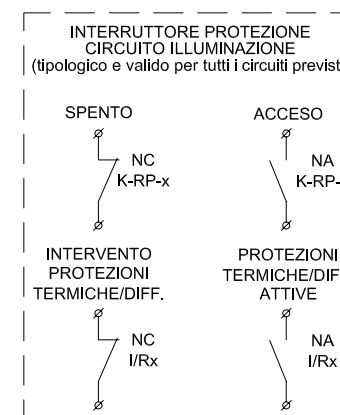 INTERRUTTORE PROTEZIONE
CIRCUITO ILLUMINAZIONE
(tipologico e valido per tutti i circuiti previst
SPENTO
ACCESO
NC
K-RP-x
NA
K-RP-
INTERVENTO
PROTEZIONI
TERMICHE/DIFF.
PROTEZIONI
TERMICHE/DIF
ATTIVE
NC
I/Rx
NA
I/Rx